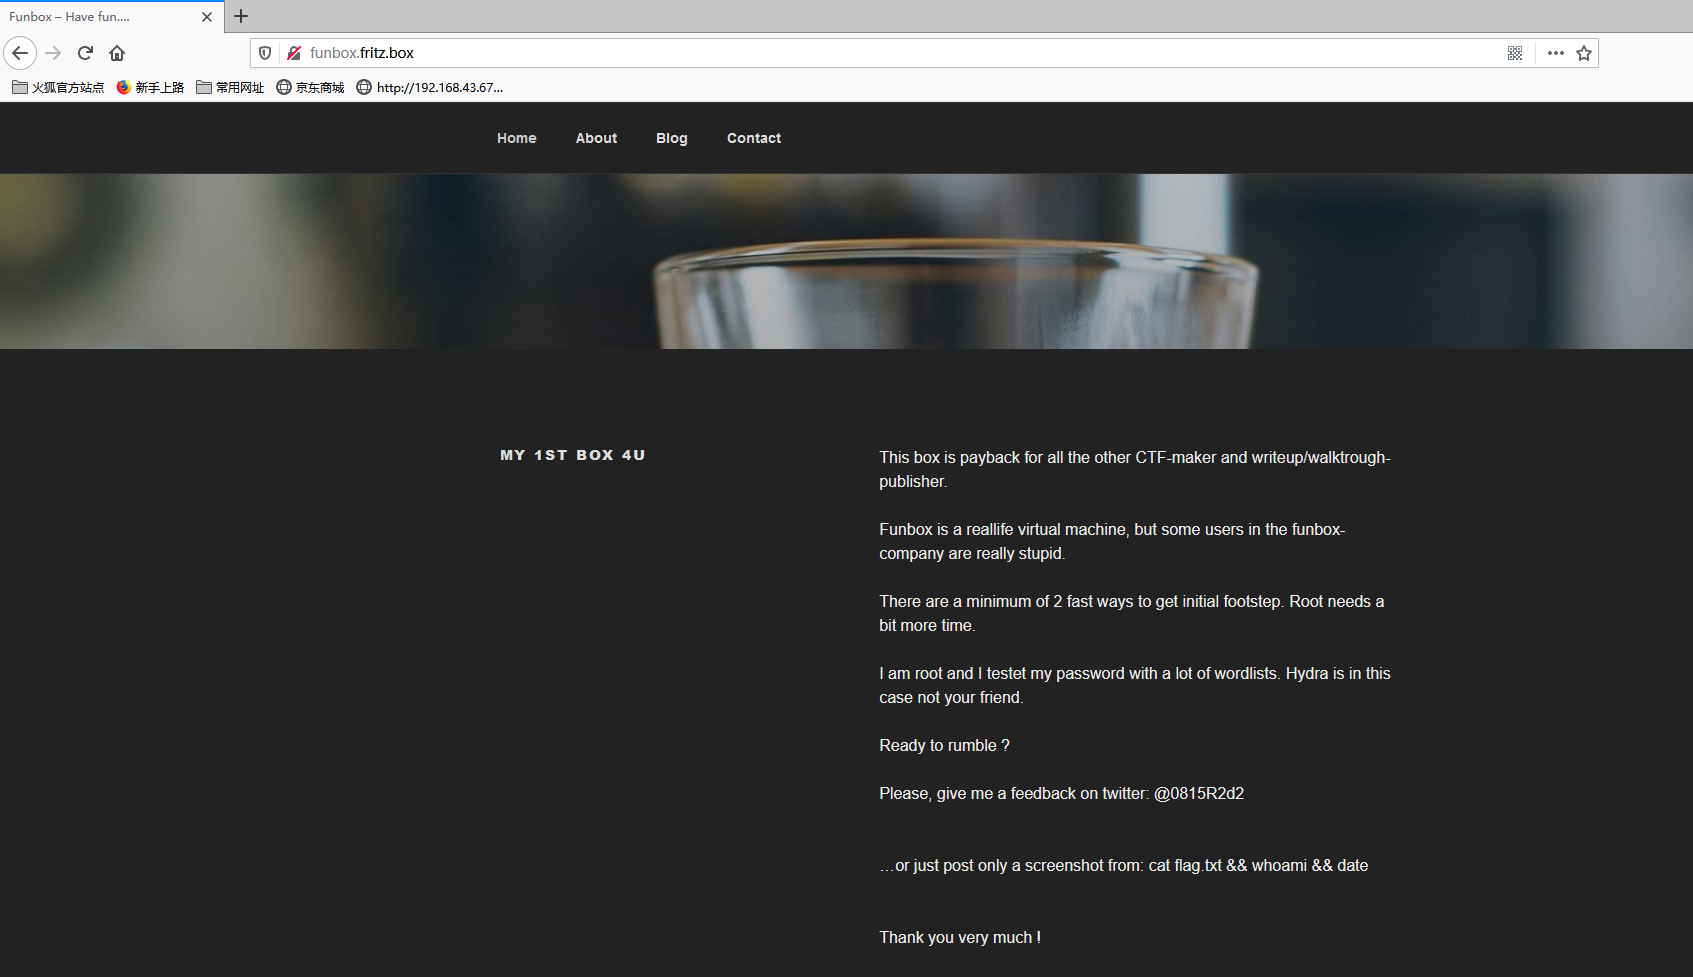 Funbox – Have fun....
funbox.fritz.box
火狐官方站点 新手上路 常用网址 京东商城 http://192.168.43.67...
Home About Blog Contact
MY 1ST BOX 4U
This box is payback for all the other CTF-maker and writeup/walktrough-
publisher.
Funbox is a reallife virtual machine, but some users in the funbox-
company are really stupid.
There are a minimum of 2 fast ways to get initial footstep. Root needs a
bit more time.
I am root and I testet my password with a lot of wordlists. Hydra is in this
case not your friend.
Ready to rumble ?
Please, give me a feedback on twitter: @0815R2d2
…or just post only a screenshot from: cat flag.txt && whoami && date
Thank you very much !